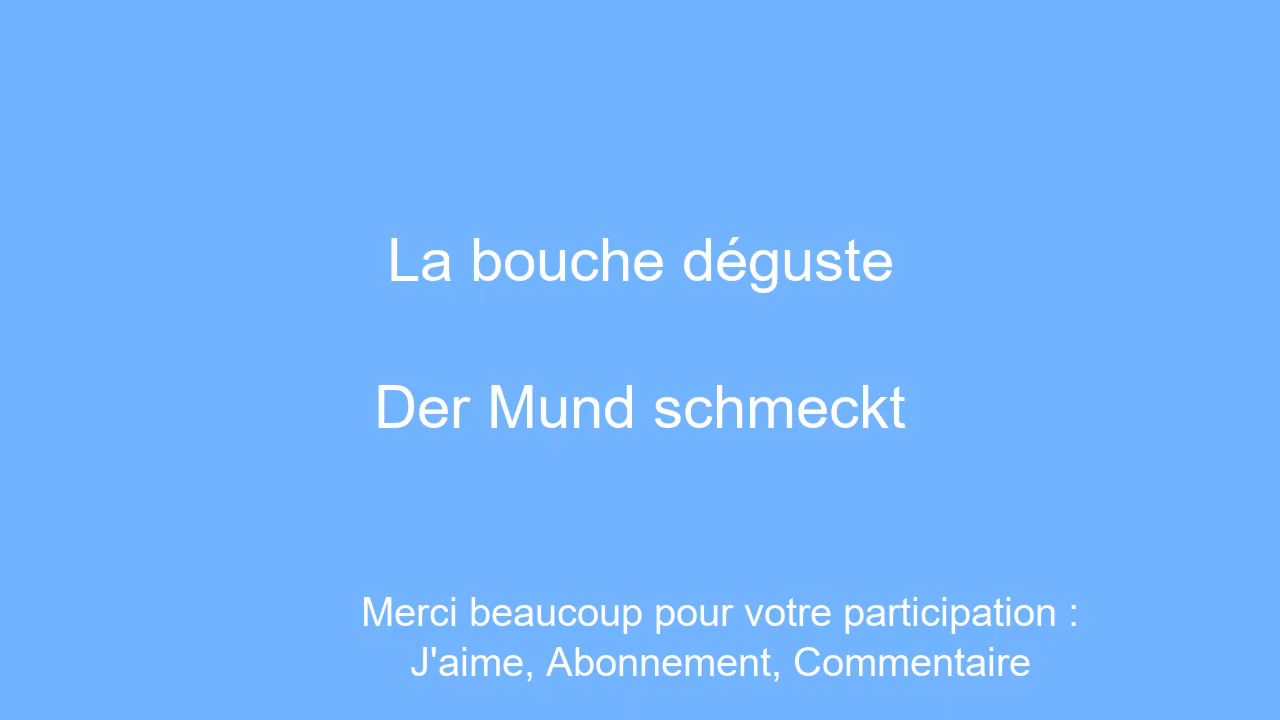 La bouche déguste
Der Mund schmeckt
Merci beaucoup pour votre participation :
J'aime, Abonnement, Commentaire